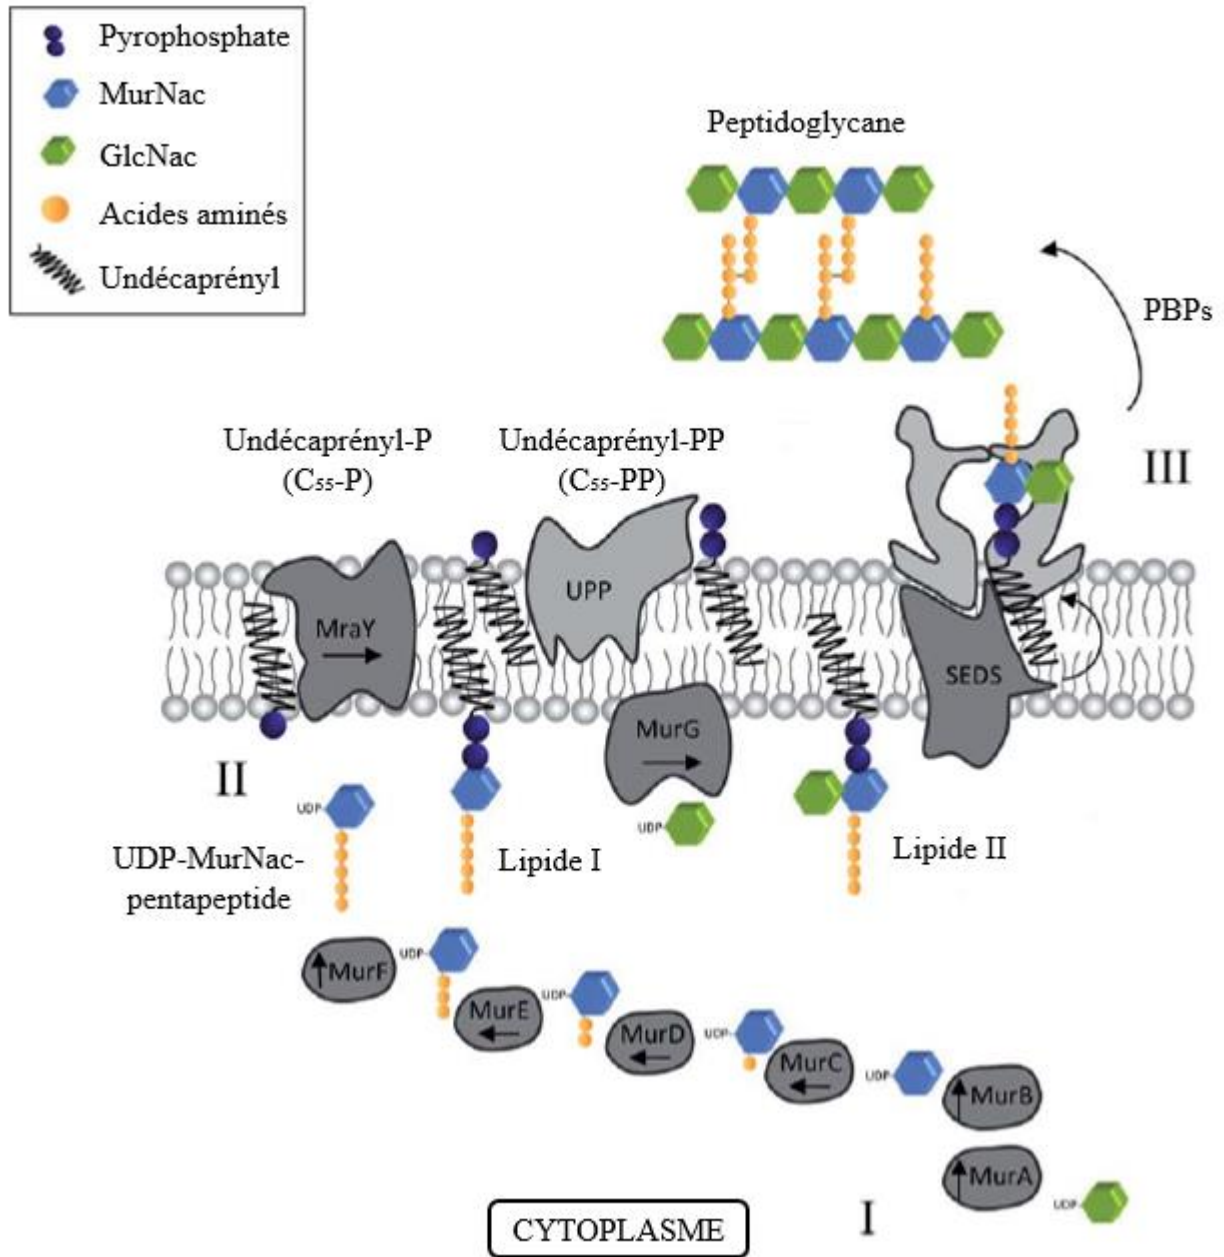 Pyrophosphate
MurNac
GlcNac
Acides aminés
Undécaprényl
Peptidoglycane
PBPs
Undécaprényl-P
(C₅₅-P)
Undécaprényl-PP
(C₅₅-PP)
III
MraY
UPP
SEDS
MurG
II
UDP-
UDP-
UDP-MurNac-
pentapeptide
Lipide I
Lipide II
MurF
UDP-
MurE
UDP-
MurD
UDP-
MurC
UDP-
MurB
MurA
UDP-
I
CYTOPLASME